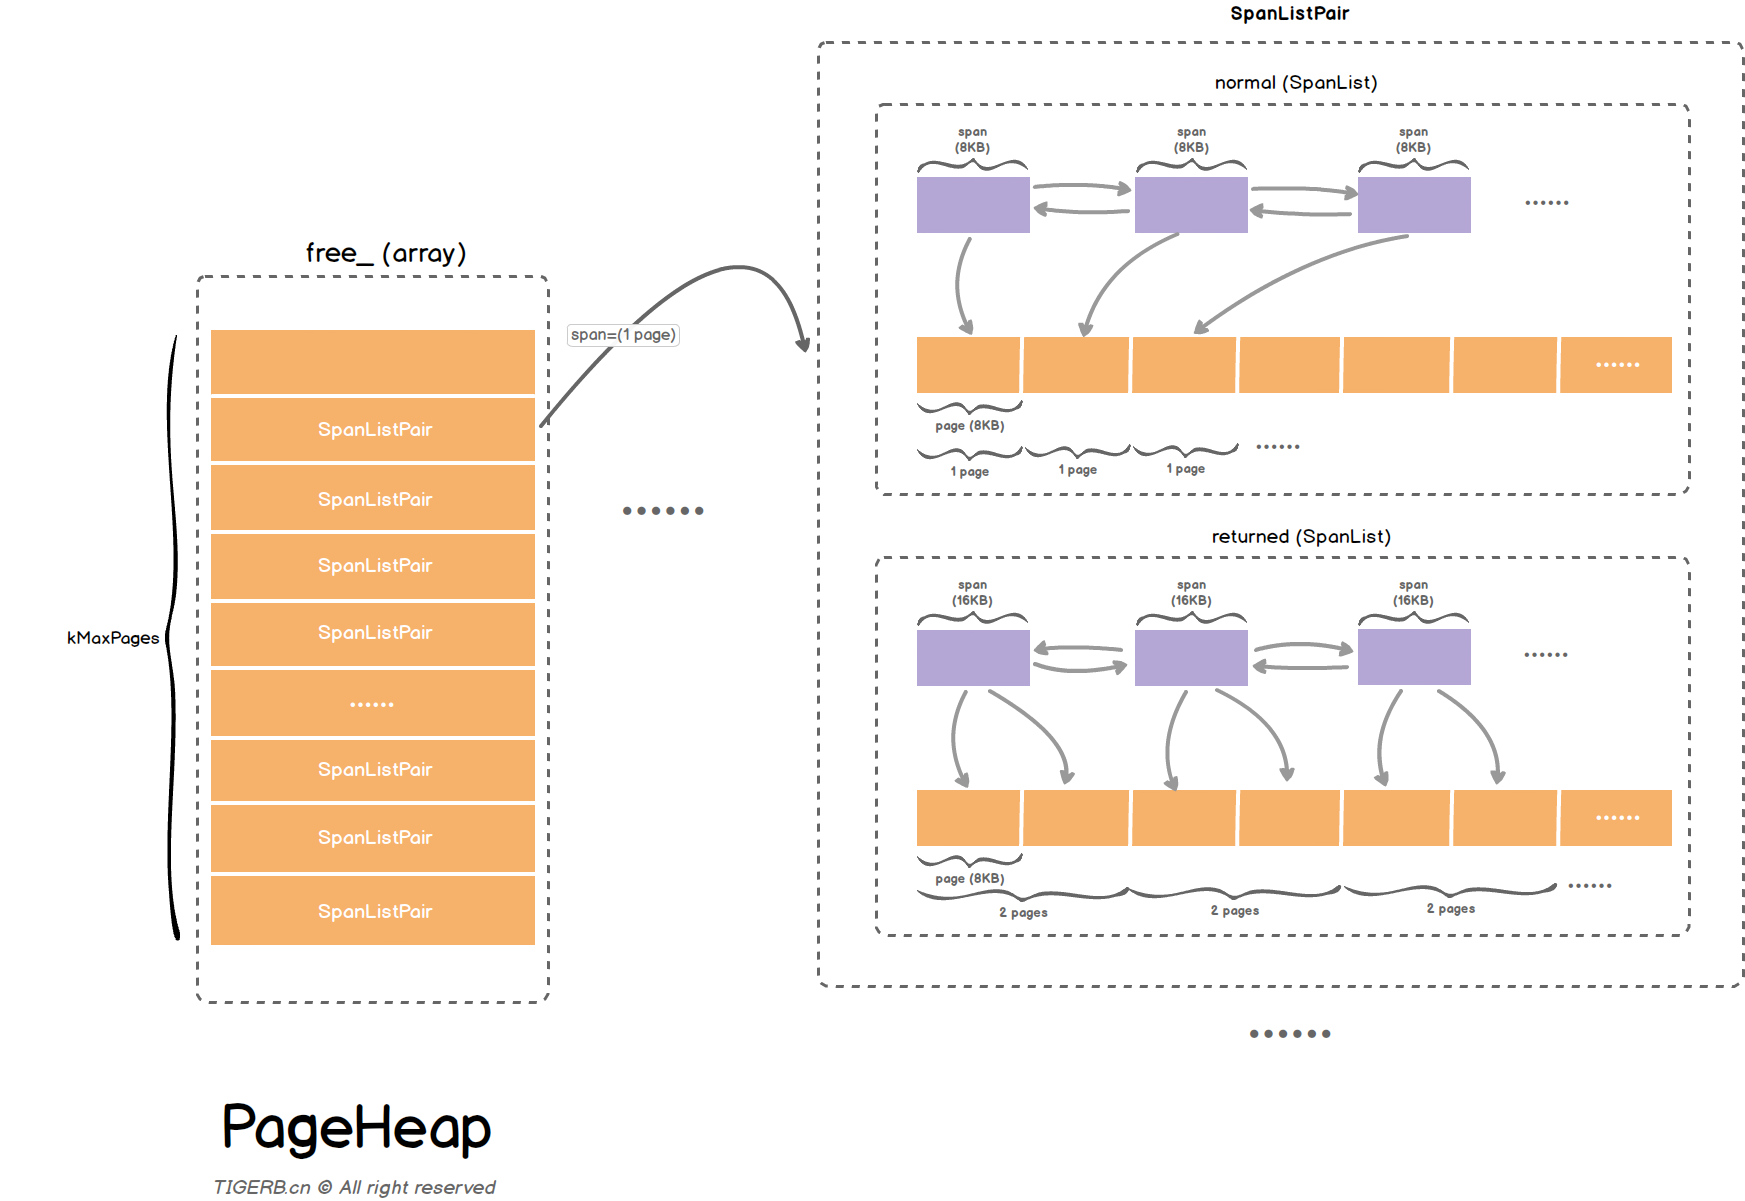 SpanListPair
normal (SpanList)
span
(8KB)
span
(8KB)
span
(8KB)
......
free_ (array)
span=(1 page)
......
page (8KB)
1 page
1 page
1 page
......
SpanListPair
SpanListPair
SpanListPair
SpanListPair
......
SpanListPair
SpanListPair
SpanListPair
kMaxPages
......
returned (SpanList)
span
(16KB)
span
(16KB)
span
(16KB)
......
......
page (8KB)
2 pages
2 pages
2 pages
......
......
PageHeap
TIGERB.cn © All right reserved